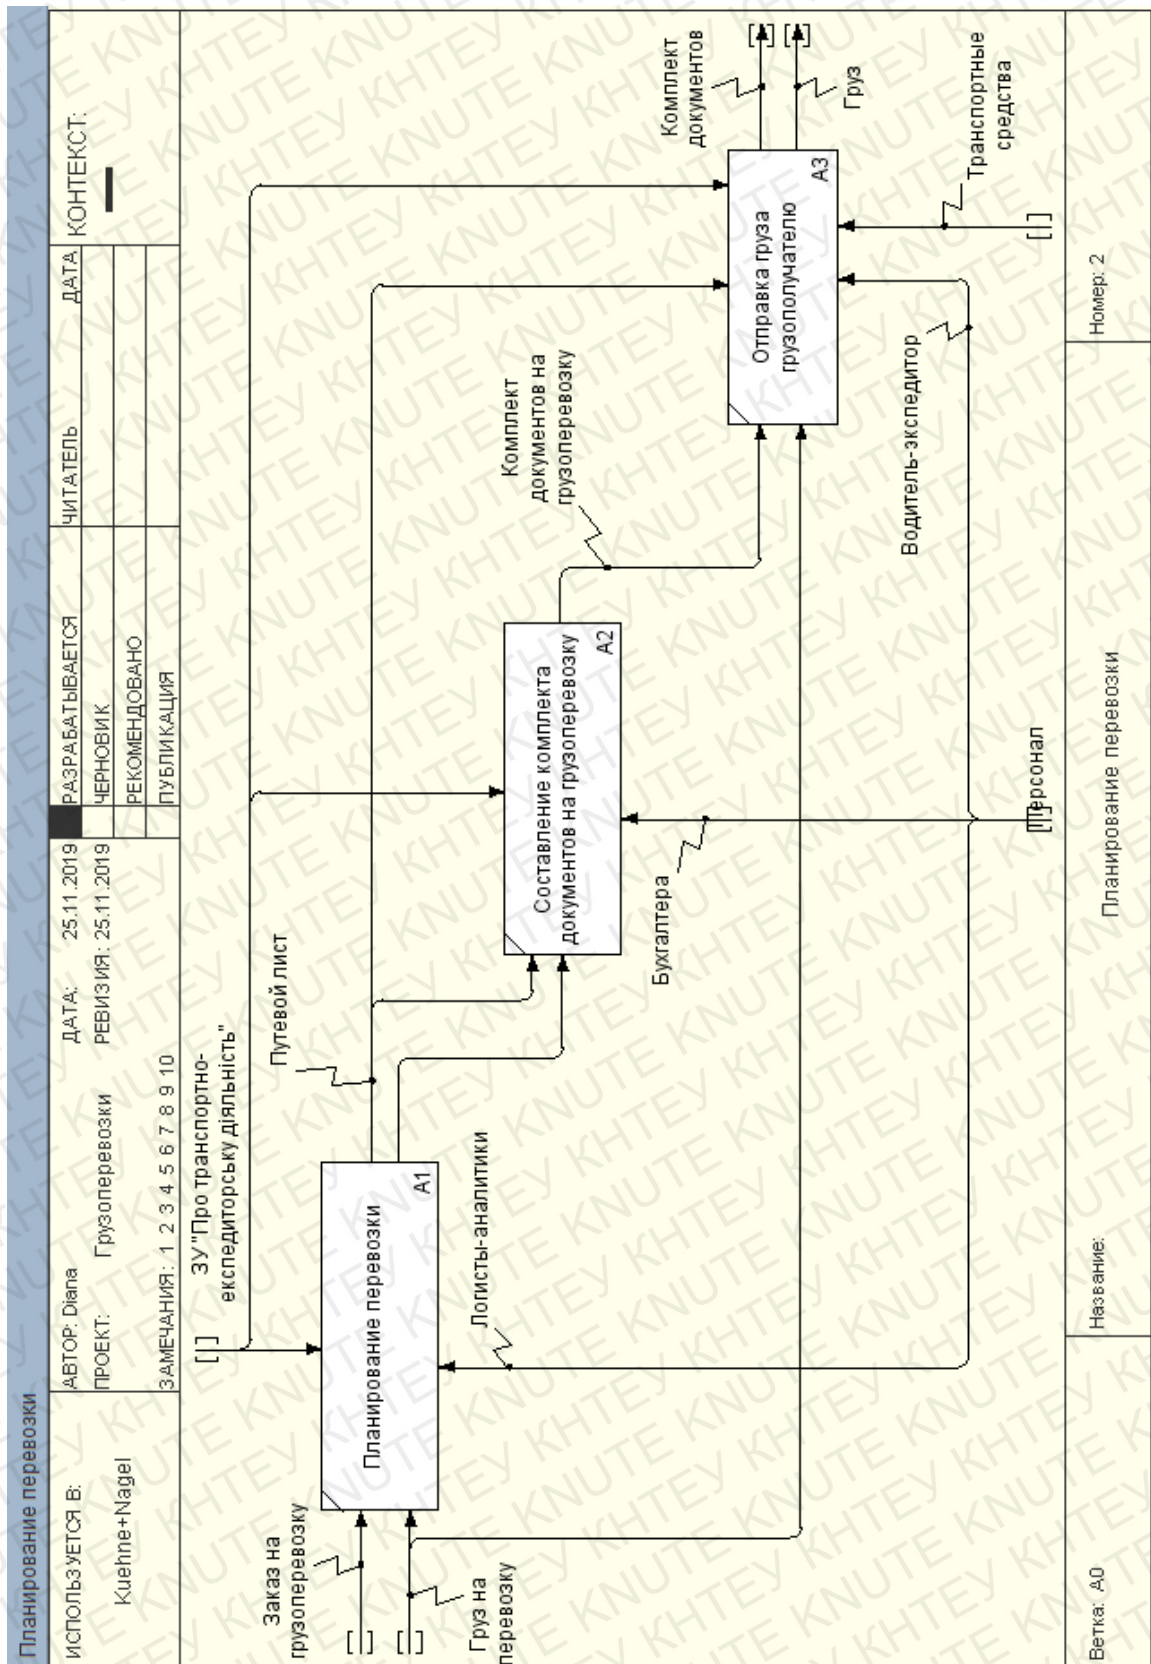 Планирование перевозки
ИСПОЛЬЗУЕТСЯ В:
Kuehne+Nagel
АВТОР: Diana
ПРОЕКТ: Грузоперевозки
ЗАМЕЧАНИЯ: 1 2 3 4 5 6 7 8 9 10
ДАТА: 25.11.2019
РЕВИЗИЯ: 25.11.2019
РАЗРАБАТЫВАЕТСЯ
ЧЕРНОВИК
РЕКОМЕНДОВАНО
ПУБЛИКАЦИЯ
ЧИТАТЕЛЬ
ДАТА
КОНТЕКСТ:
ЗУ "Про транспортно-
експедиторську діяльність"
Заказ на
грузоперевозку
Груз на
перевозку
Планирование перевозки
A1
Путевой лист
Логисты-аналитики
Составление комплекта
документов на грузоперевозку
A2
Бухгалтера
Комплект
документов на
грузоперевозку
Отправка груза
грузополучателю
A3
Комплект
документов
Груз
Транспортные
средства
Водитель-экспедитор
Персонал
Ветка: A0
Название:
Планирование перевозки
Номер: 2
KNUTE КНТЕУ